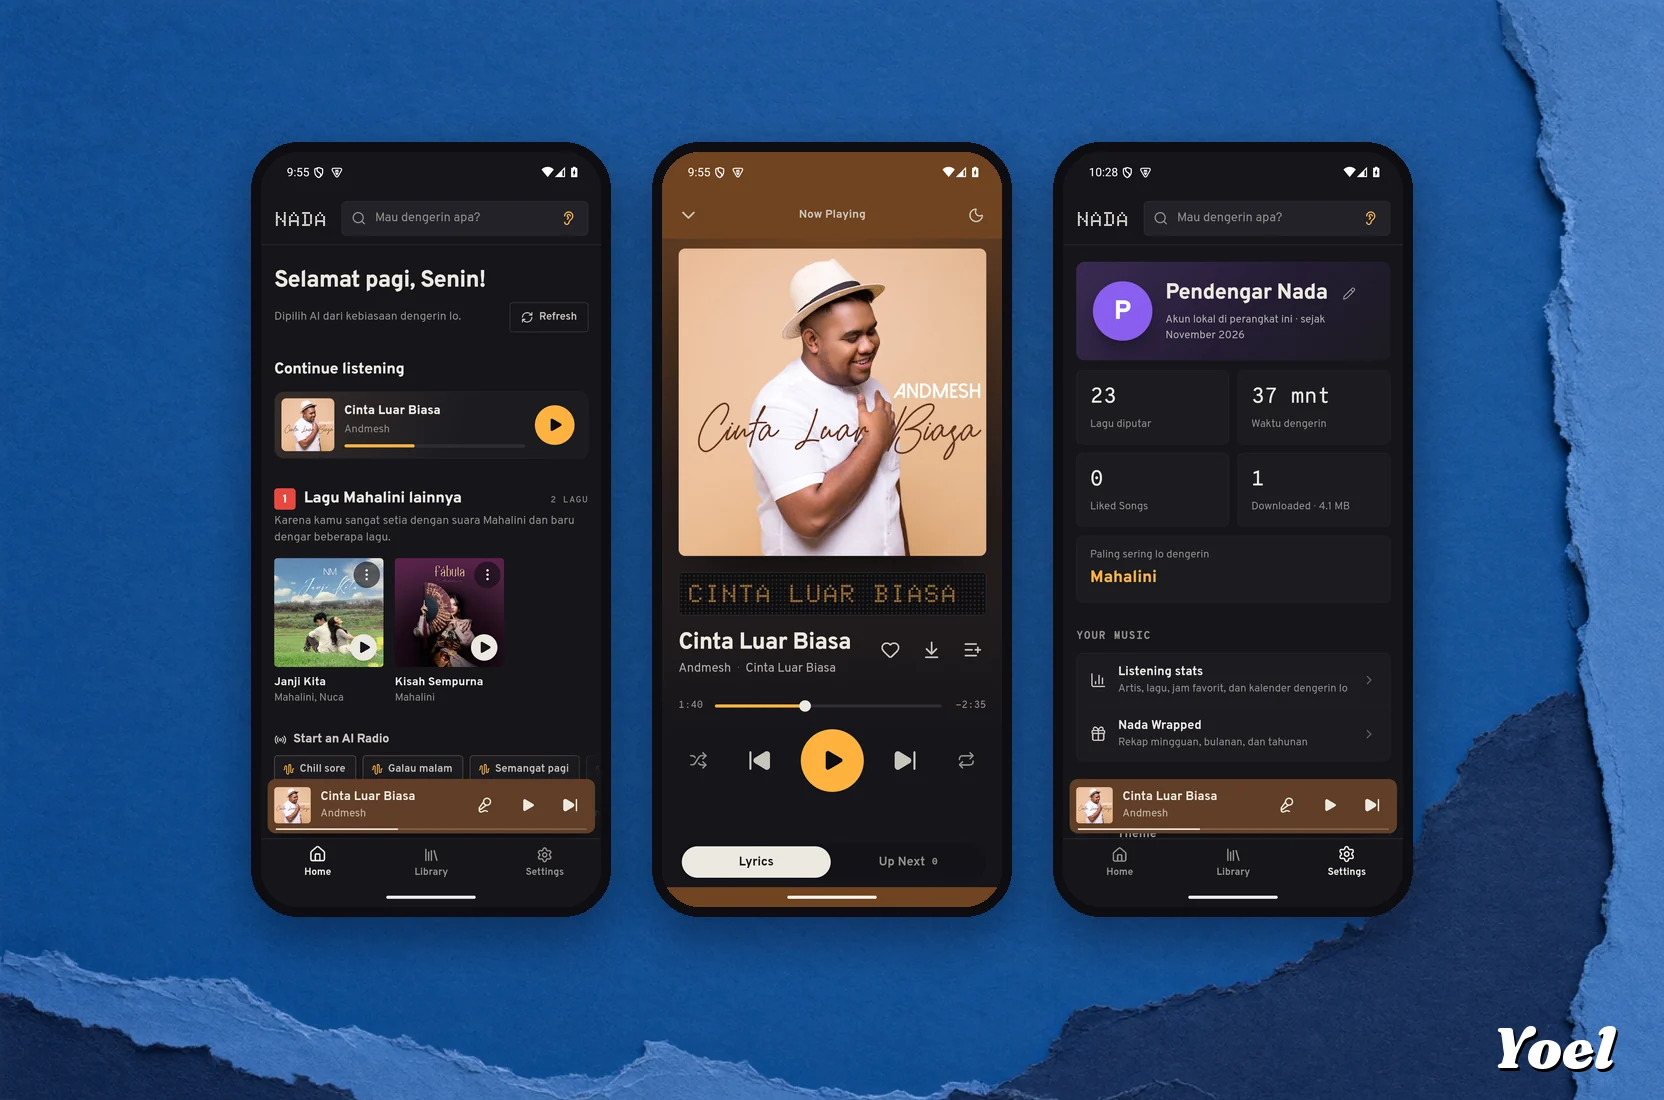 9:55
NADA
Mau dengerin apa?
Selamat pagi, Senin!
Dipilih AI dari kebiasaan dengerin lo.
Refresh
Continue listening
Cinta Luar Biasa
Andmesh
1
Lagu Mahalini lainnya
2 LAGU
Karena kamu sangat setia dengan suara Mahalini dan baru
dengar beberapa lagu.
NM
Janji Kita
fábula
Janji Kita
Mahalini, Nuca
Kisah Sempurna
Mahalini
Start an AI Radio
Chill sore
Galau malam
Semangat pagi
Cinta Luar Biasa
Andmesh
Home
Library
Settings
9:55
Now Playing
ANDMESH
Cinta Luar Biasa
CINTA LUAR BIASA
Cinta Luar Biasa
Andmesh · Cinta Luar Biasa
1:40
-2:35
Lyrics
Up Next 0
10:28
NADA
Mau dengerin apa?
P
Pendengar Nada
Akun lokal di perangkat ini · sejak
November 2026
23
Lagu diputar
37 mnt
Waktu dengerin
0
Liked Songs
1
Downloaded · 4.1 MB
Paling sering lo dengerin
Mahalini
YOUR MUSIC
Listening stats
Artis, lagu, jam favorit, dan kalender dengerin lo
Nada Wrapped
Rekap mingguan, bulanan, dan tahunan
Cinta Luar Biasa
Andmesh
Theme
Home
Library
Settings
Yoel